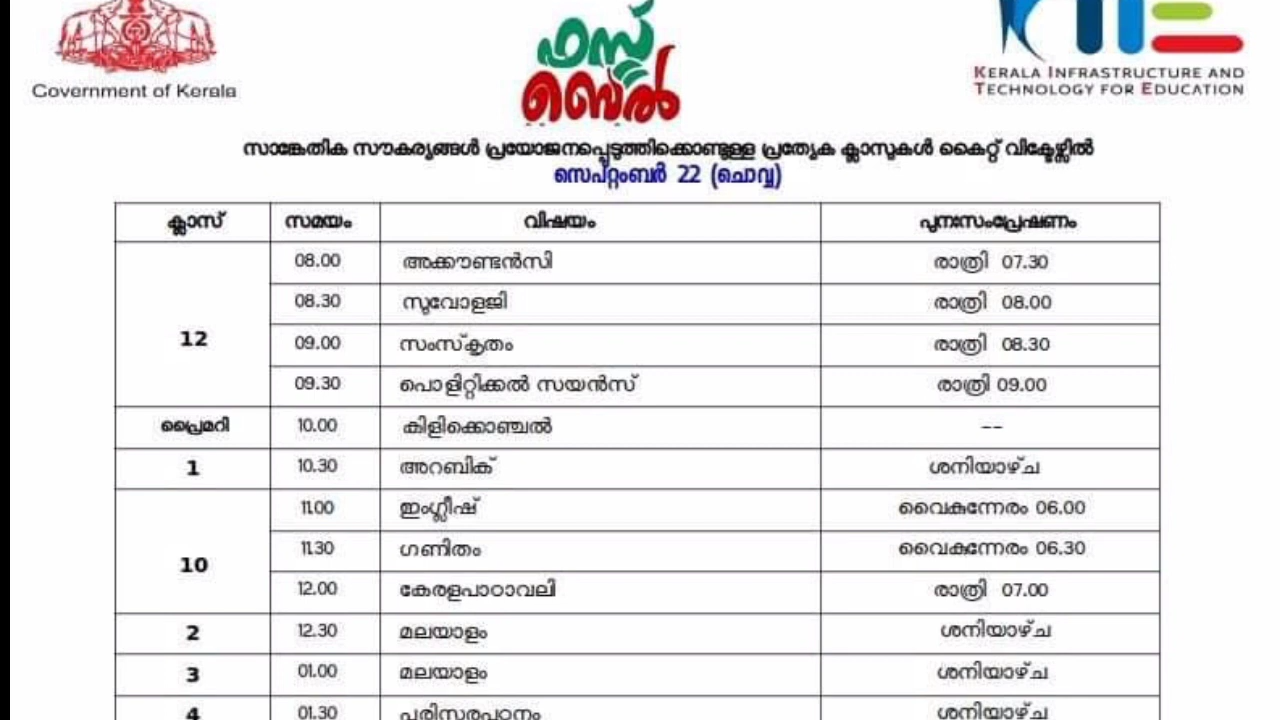 Government of Kerala
ഫസ്റ്റ്
ബെൽ
KERALA INFRASTRUCTURE AND
TECHNOLOGY FOR EDUCATION
സാങ്കേതിക സൗകര്യങ്ങൾ പ്രയോജനപ്പെടുത്തിക്കൊണ്ടുള്ള പ്രത്യേക ക്ലാസുകൾ കൈറ്റ് വിക്ടേഴ്സിൽ
സെപ്റ്റംബർ 22 (ചൊവ്വ)
ക്ലാസ് സമയം വിഷയം പുനഃസംപ്രേഷണം
12
08.00 അക്കൗണ്ടൻസി രാത്രി 07.30
08.30 സുവോളജി രാത്രി 08.00
09.00 സംസ്കൃതം രാത്രി 08.30
09.30 പൊളിറ്റിക്കൽ സയൻസ് രാത്രി 09.00
പ്രൈമറി 10.00 കിളിക്കൊഞ്ചൽ --
1 10.30 അറബിക് ശനിയാഴ്ച
10
11.00 ഇംഗ്ലീഷ് വൈകുന്നേരം 06.00
11.30 ഗണിതം വൈകുന്നേരം 06.30
12.00 കേരളപാഠാവലി രാത്രി 07.00
2 12.30 മലയാളം ശനിയാഴ്ച
3 01.00 മലയാളം ശനിയാഴ്ച
4 01.30 പരിസരപഠനം ശനിയാഴ്ച